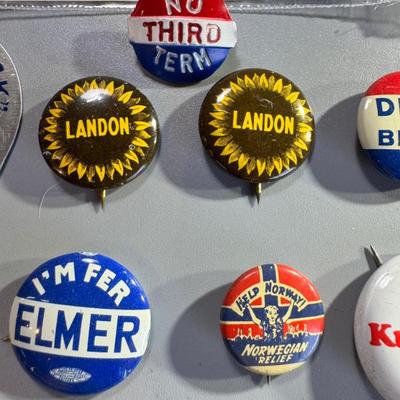 NO
THIRD
TERM
LANDON
LANDON
I'M FER
ELMER
HELP NORWAY!
NORWEGIAN
RELIEF